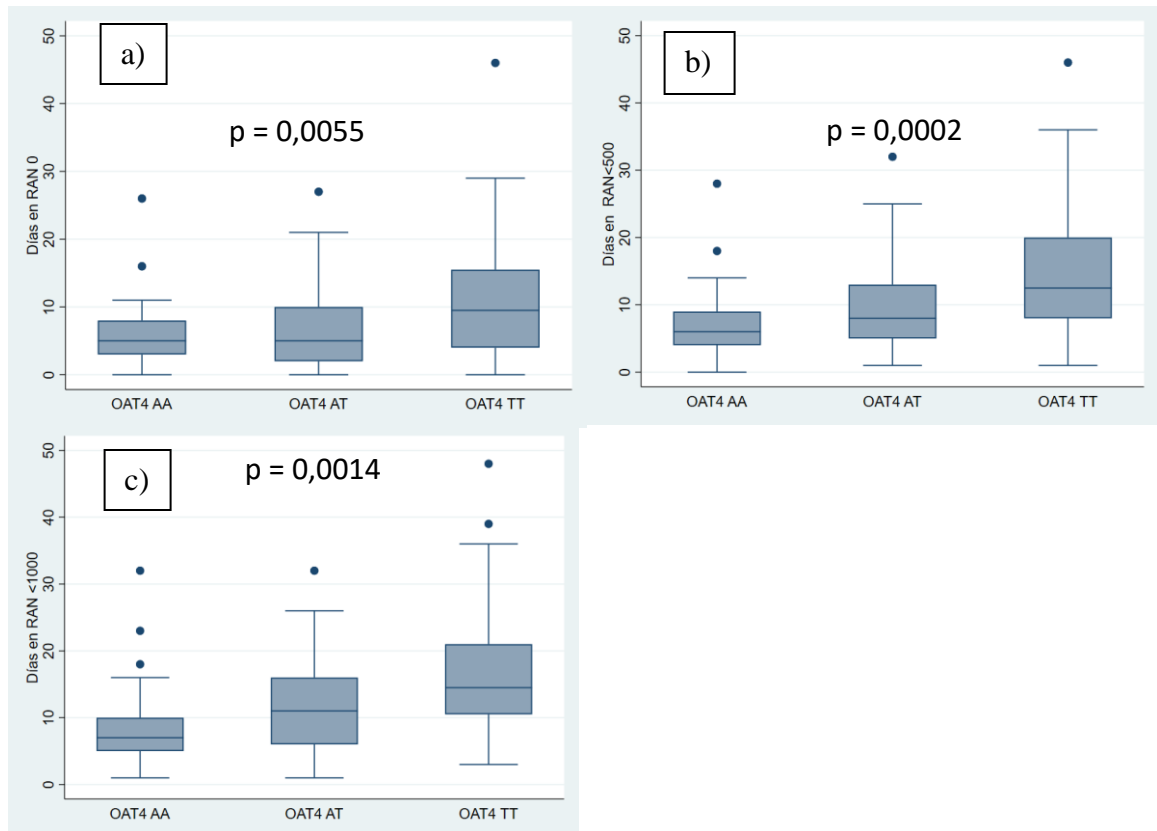 a)
p = 0,0055
Días en RAN 0
50
40
30
20
10
0
OAT4 AA OAT4 AT OAT4 TT
b)
p = 0,0002
Días en RAN<500
50
40
30
20
10
0
OAT4 AA OAT4 AT OAT4 TT
c)
p = 0,0014
Días en RAN <1000
50
40
30
20
10
0
OAT4 AA OAT4 AT OAT4 TT